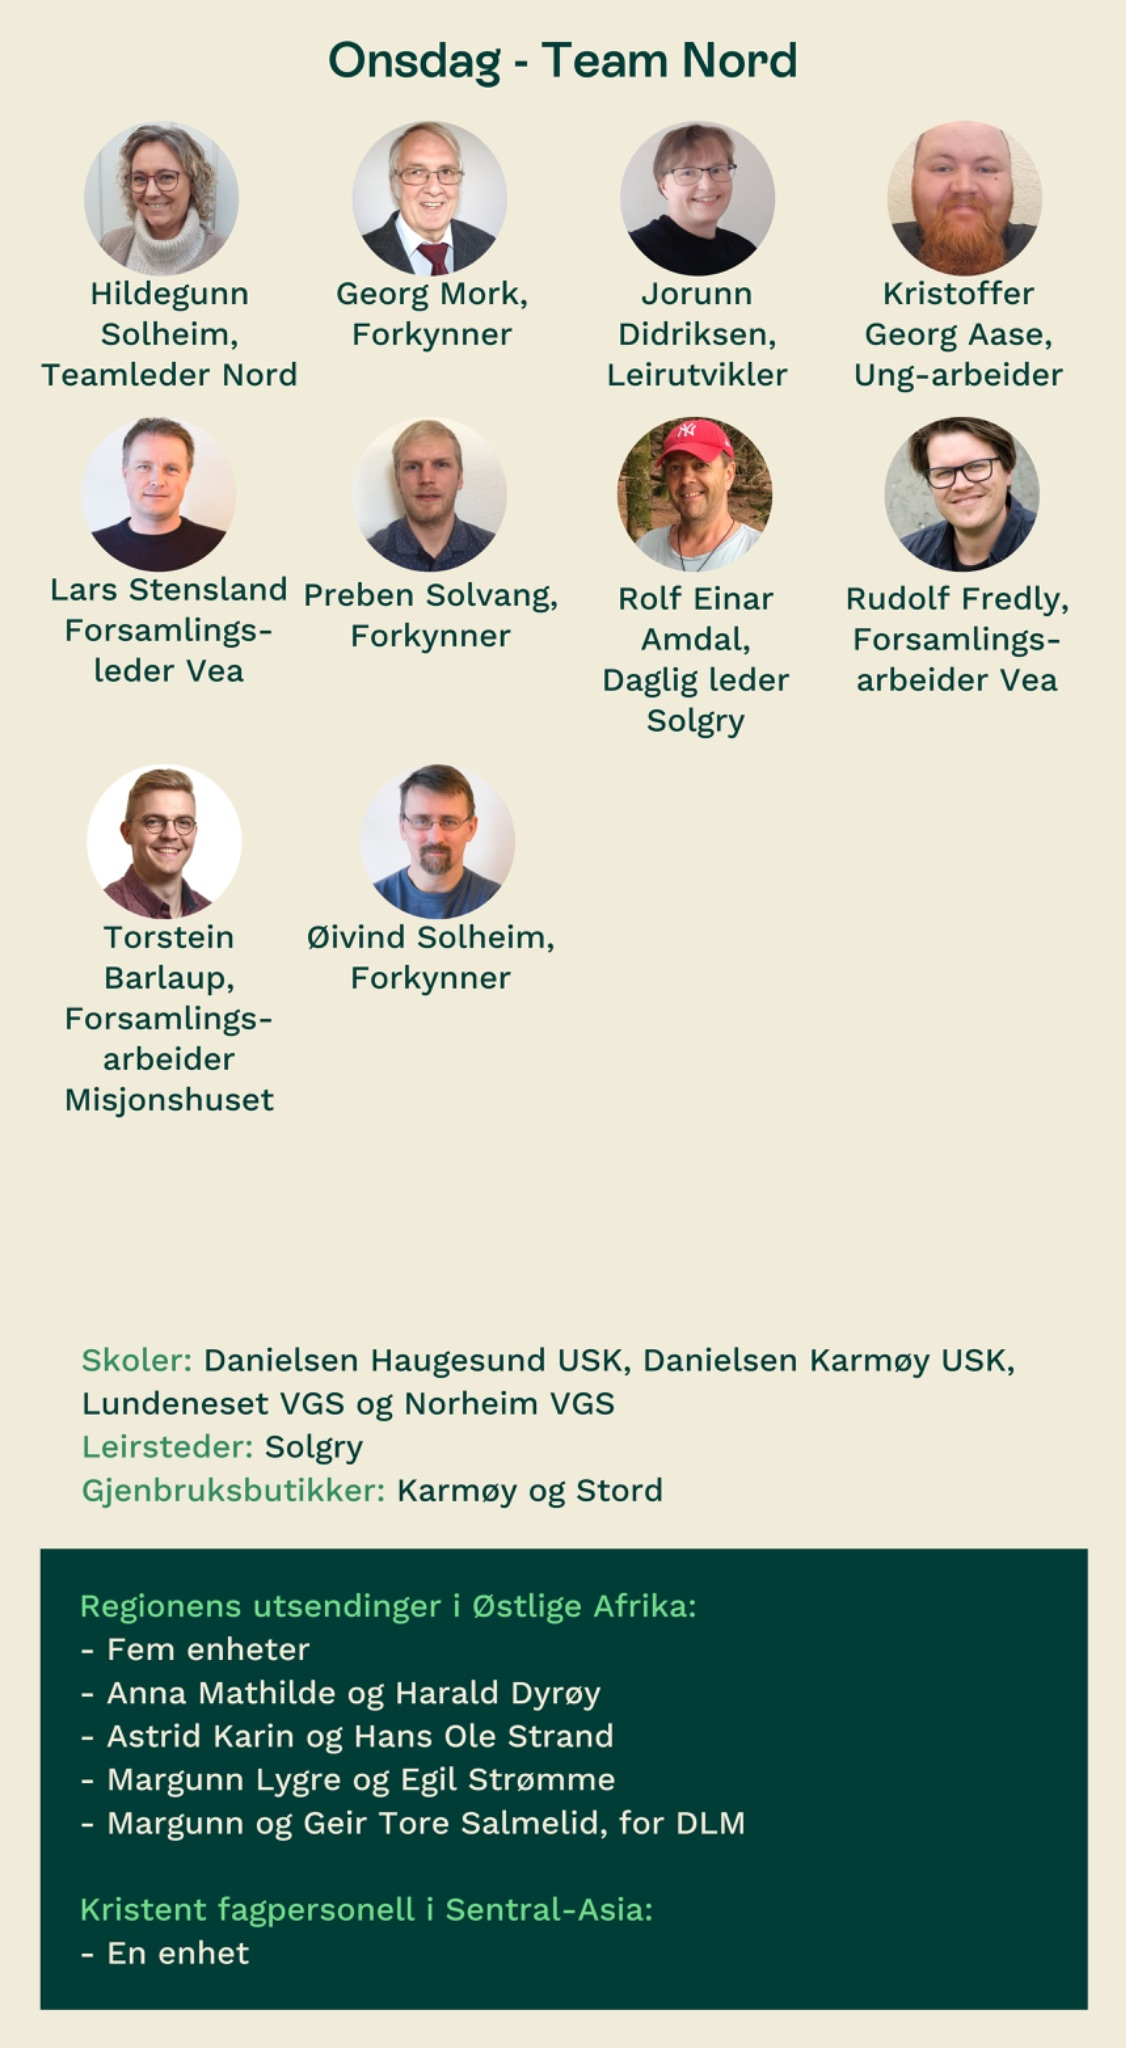 Onsdag - Team Nord
Hildegunn
Solheim,
Teamleder Nord
Georg Mork,
Forkynner
Jorunn
Didriksen,
Leirutvikler
Kristoffer
Georg Aase,
Ung-arbeider
Lars Stensland
Forsamlings-
leder Vea
Preben Solvang,
Forkynner
NY
Rolf Einar
Amdal,
Daglig leder
Solgry
Rudolf Fredly,
Forsamlings-
arbeider Vea
Torstein
Barlaup,
Forsamlings-
arbeider
Misjonshuset
Øivind Solheim,
Forkynner
Skoler: Danielsen Haugesund USK, Danielsen Karmøy USK,
Lundeneset VGS og Norheim VGS
Leirsteder: Solgry
Gjenbruksbutikker: Karmøy og Stord
Regionens utsendinger i Østlige Afrika:
- Fem enheter
- Anna Mathilde og Harald Dyrøy
- Astrid Karin og Hans Ole Strand
- Margunn Lygre og Egil Strømme
- Margunn og Geir Tore Salmelid, for DLM
Kristent fagpersonell i Sentral-Asia:
- En enhet